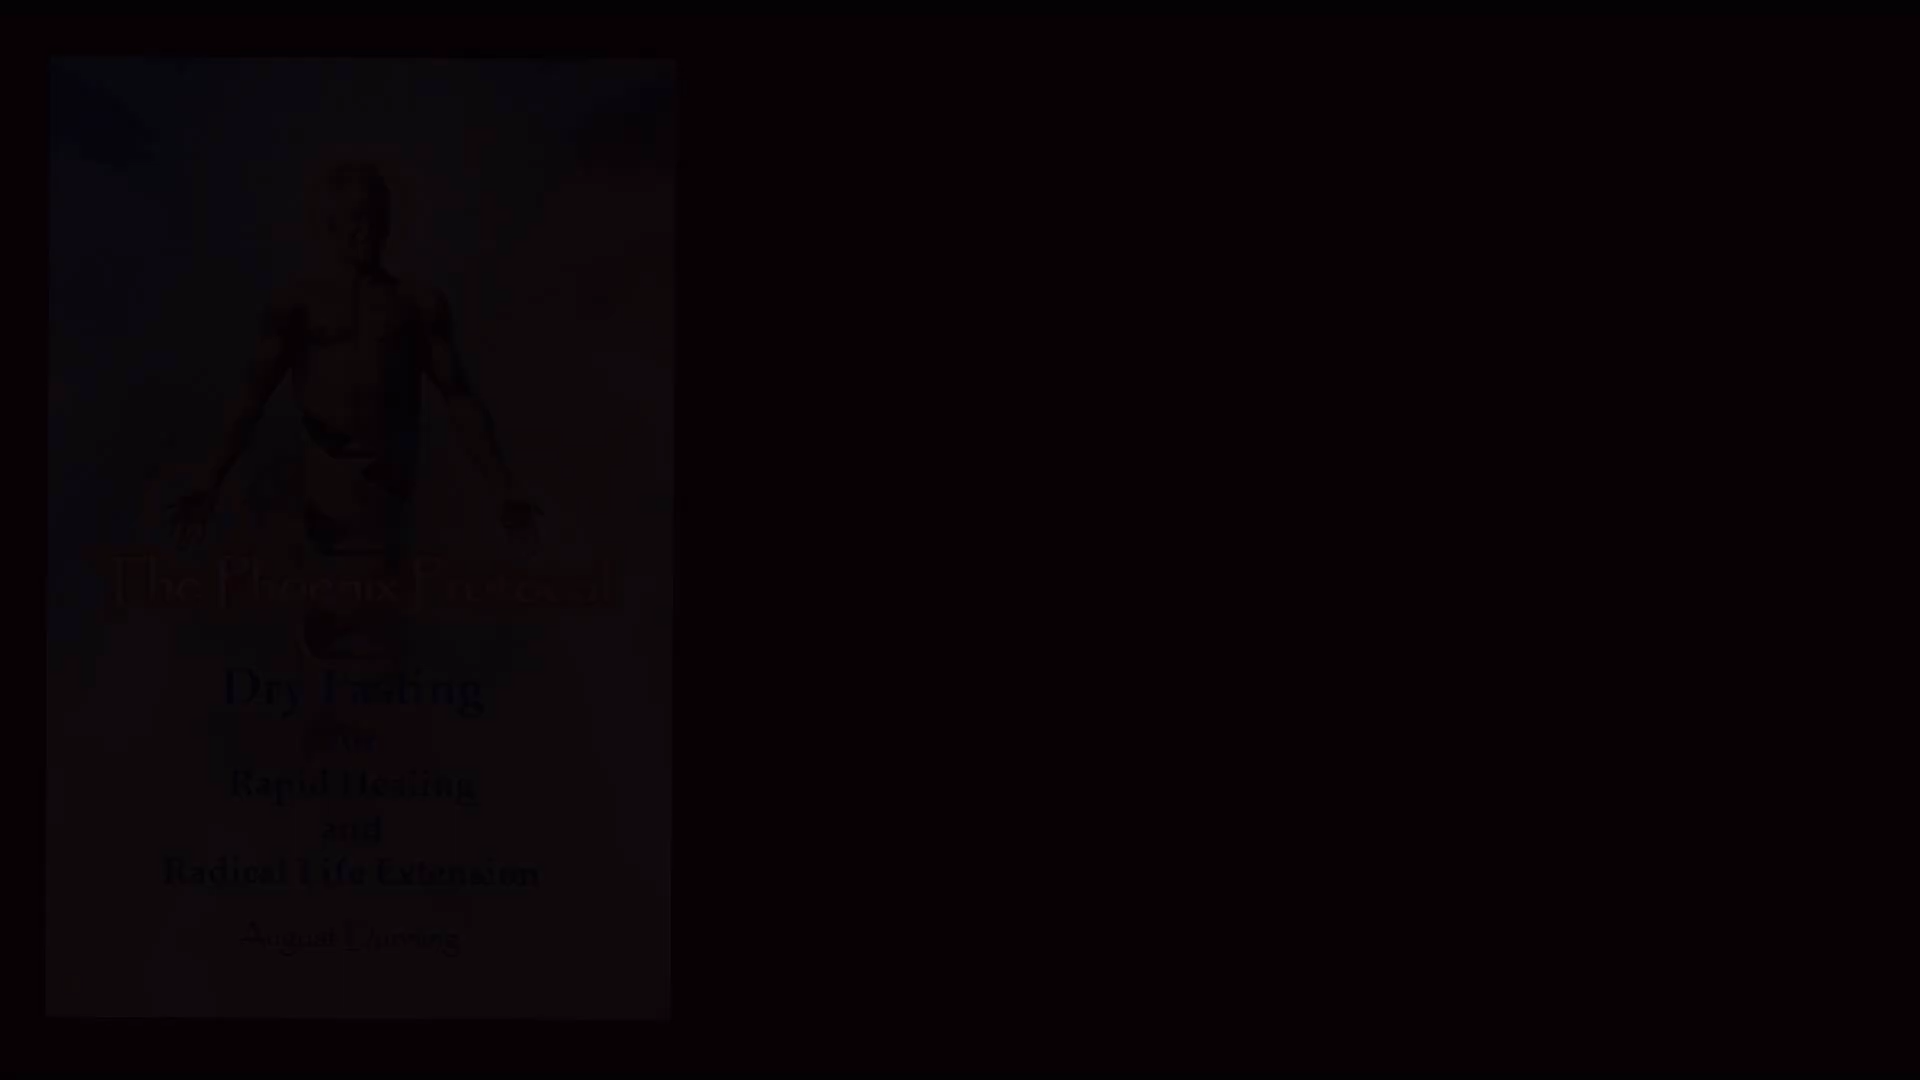 The Phoenix Protocol
Dry Fasting
for
Rapid Healing
and
Radical Life Extension
August Dunning